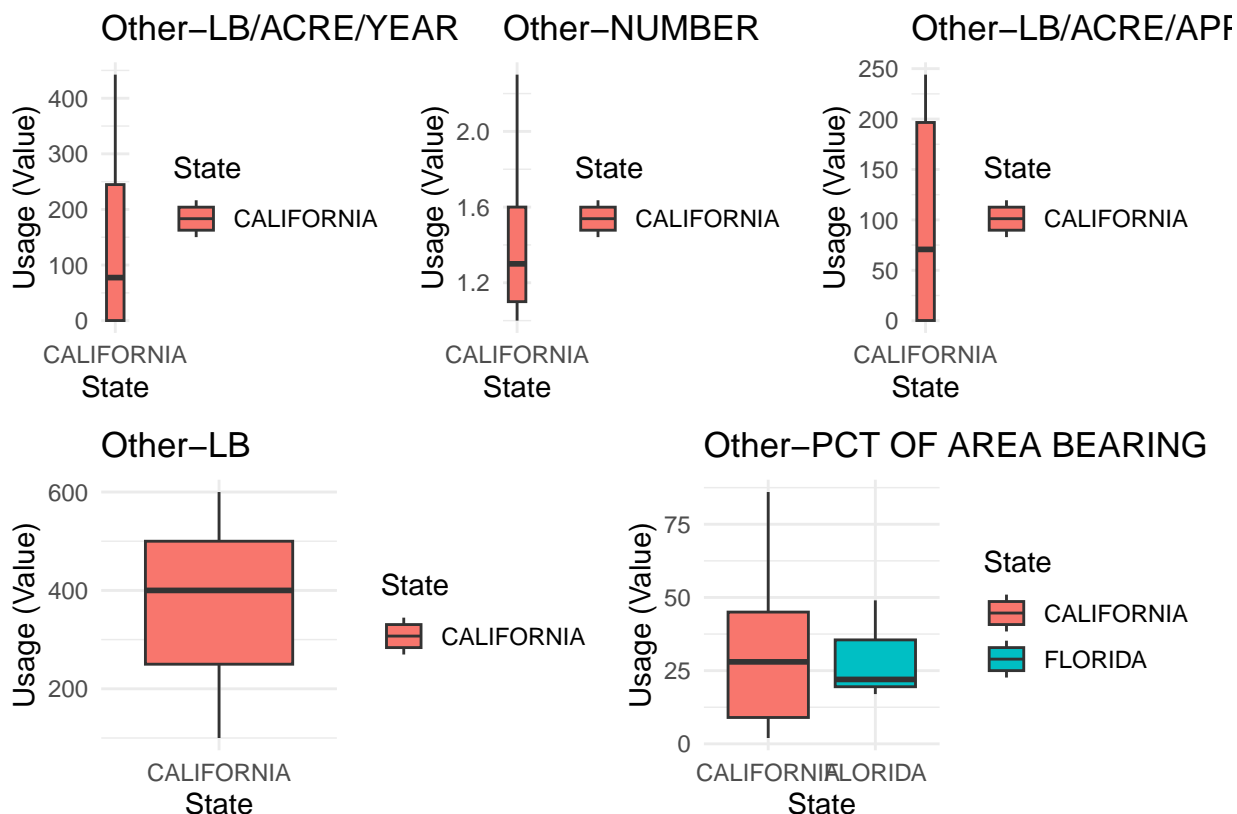 Other−LB/ACRE/YEAR
Usage (Value)
400
300
200
100
0
CALIFORNIA
State
State
CALIFORNIA
Other−NUMBER
Usage (Value)
2.0
1.6
1.2
CALIFORNIA
State
State
CALIFORNIA
Other−LB/ACRE/APP
Usage (Value)
250
200
150
100
50
0
CALIFORNIA
State
State
CALIFORNIA
Other−LB
Usage (Value)
600
400
200
CALIFORNIA
State
State
CALIFORNIA
Other−PCT OF AREA BEARING
Usage (Value)
75
50
25
0
CALIFORNIA
FLORIDA
State
State
CALIFORNIA
FLORIDA